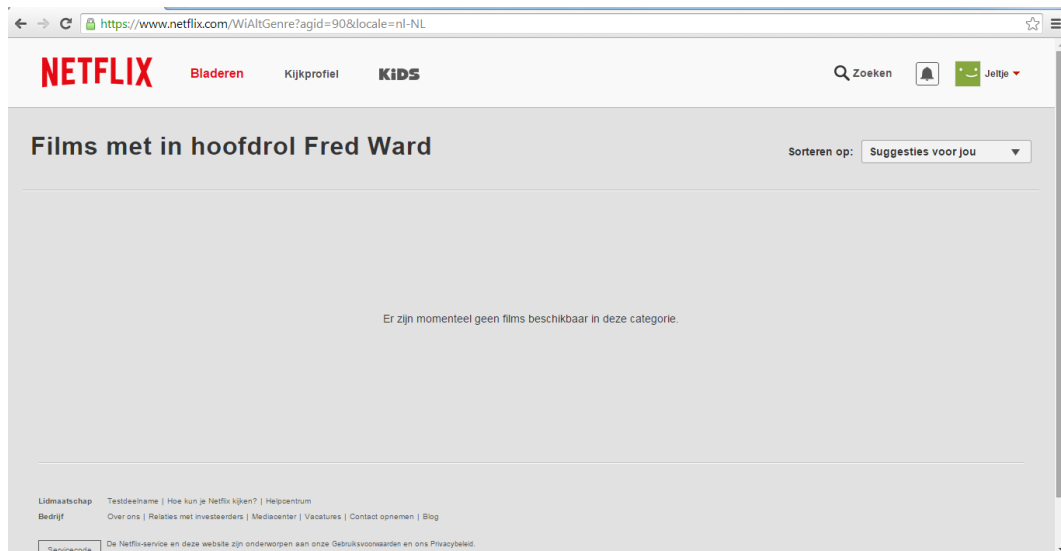 https://www.netflix.com/WiAltGenre?agid=90&locale=nl-NL
NETFLIX Bladeren Kijkprofiel KiDS Zoeken Jeltje
Films met in hoofdrol Fred Ward
Sorteren op: Suggesties voor jou
Er zijn momenteel geen films beschikbaar in deze categorie.
Lidmaatschap Testdeelname | Hoe kun je Netflix kijken? | Helpcentrum
Bedrijf Over ons | Relaties met investeerders | Mediacenter | Vacatures | Contact opnemen | Blog
Servicecode De Netflix-service en deze website zijn onderworpen aan onze Gebruiksvoorwaarden en ons Privacybeleid.